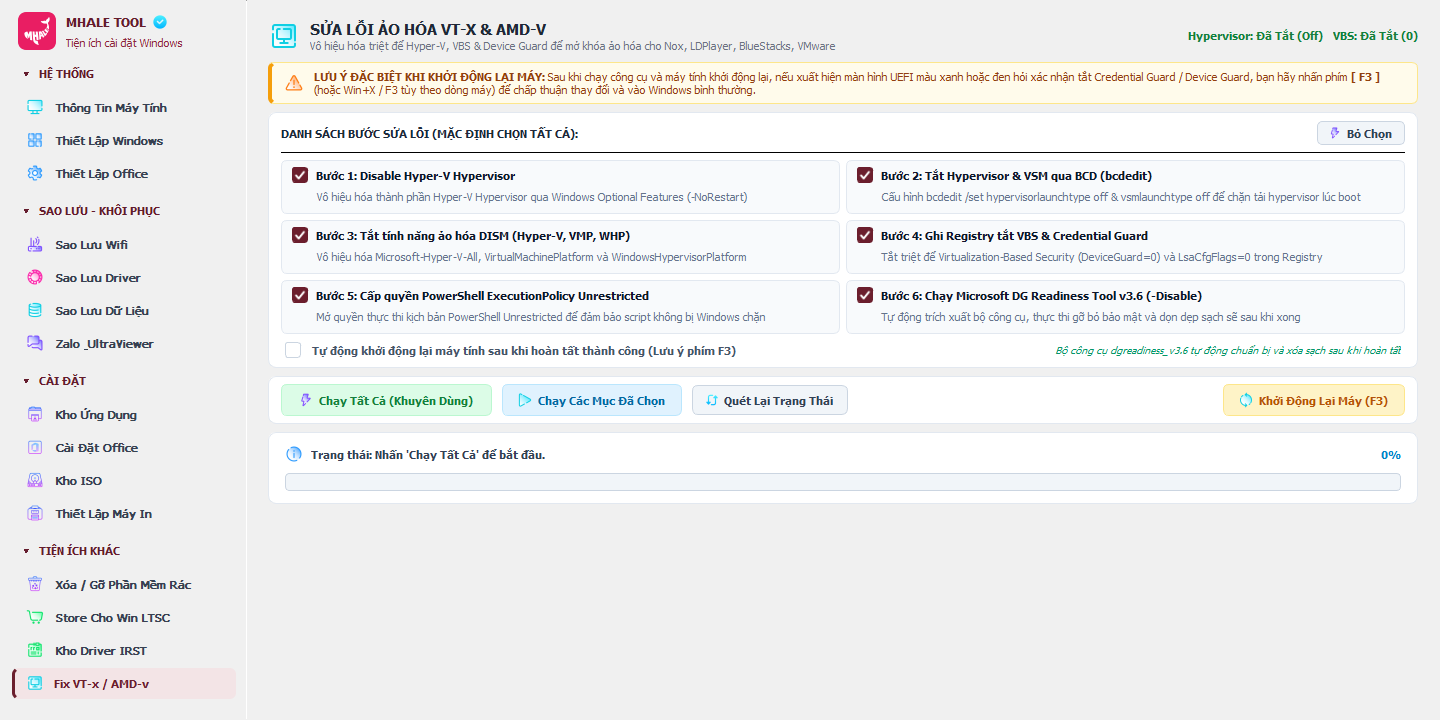 MHALE
MHALE TOOL
Tiện ích cài đặt Windows
HỆ THỐNG
Thông Tin Máy Tính
Thiết Lập Windows
Thiết Lập Office
SAO LƯU - KHÔI PHỤC
Sao Lưu Wifi
Sao Lưu Driver
Sao Lưu Dữ Liệu
Zalo _UltraViewer
CÀI ĐẶT
Kho Ứng Dụng
Cài Đặt Office
Kho ISO
Thiết Lập Máy In
TIỆN ÍCH KHÁC
Xóa / Gỡ Phần Mềm Rác
Store Cho Win LTSC
Kho Driver IRST
Fix VT-x / AMD-v
SỬA LỖI ẢO HÓA VT-X & AMD-V
Vô hiệu hóa triệt để Hyper-V, VBS & Device Guard để mở khóa ảo hóa cho Nox, LDPlayer, BlueStacks, VMware
Hypervisor: Đã Tắt (Off) VBS: Đã Tắt (0)
LƯU Ý ĐẶC BIỆT KHI KHỞI ĐỘNG LẠI MÁY: Sau khi chạy công cụ và máy tính khởi động lại, nếu xuất hiện màn hình UEFI màu xanh hoặc đen hỏi xác nhận tắt Credential Guard / Device Guard, bạn hãy nhấn phím [ F3 ]
(hoặc Win+X / F3 tùy theo dòng máy) để chấp thuận thay đổi và vào Windows bình thường.
DANH SÁCH BƯỚC SỬA LỖI (MẶC ĐỊNH CHỌN TẤT CẢ):
Bỏ Chọn
Bước 1: Disable Hyper-V Hypervisor
Vô hiệu hóa thành phần Hyper-V Hypervisor qua Windows Optional Features (-NoRestart)
Bước 2: Tắt Hypervisor & VSM qua BCD (bcdedit)
Cấu hình bcdedit /set hypervisorlaunchtype off & vsmlaunchtype off để chặn tải hypervisor lúc boot
Bước 3: Tắt tính năng ảo hóa DISM (Hyper-V, VMP, WHP)
Vô hiệu hóa Microsoft-Hyper-V-All, VirtualMachinePlatform và WindowsHypervisorPlatform
Bước 4: Ghi Registry tắt VBS & Credential Guard
Tắt triệt để Virtualization-Based Security (DeviceGuard=0) và LsaCfgFlags=0 trong Registry
Bước 5: Cấp quyền PowerShell ExecutionPolicy Unrestricted
Mở quyền thực thi kịch bản PowerShell Unrestricted để đảm bảo script không bị Windows chặn
Bước 6: Chạy Microsoft DG Readiness Tool v3.6 (-Disable)
Tự động trích xuất bộ công cụ, thực thi gỡ bỏ bảo mật và dọn dẹp sạch sẽ sau khi xong
Tự động khởi động lại máy tính sau khi hoàn tất thành công (Lưu ý phím F3)
Bộ công cụ dgreadiness_v3.6 tự động chuẩn bị và xóa sạch sau khi hoàn tất
Chạy Tất Cả (Khuyên Dùng)
Chạy Các Mục Đã Chọn
Quét Lại Trạng Thái
Khởi Động Lại Máy (F3)
Trạng thái: Nhấn 'Chạy Tất Cả' để bắt đầu.
0%